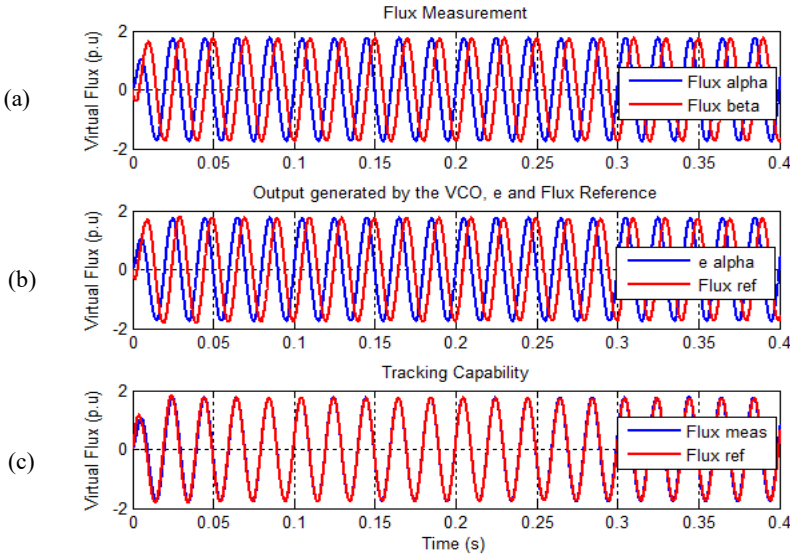 Flux Measurement
(a)
Virtual Flux (p.u)
2
0
-2
Flux alpha
Flux beta
0 0.05 0.1 0.15 0.2 0.25 0.3 0.35 0.4
Output generated by the VCO, e and Flux Reference
(b)
Virtual Flux (p.u)
2
0
-2
e alpha
Flux ref
0 0.05 0.1 0.15 0.2 0.25 0.3 0.35 0.4
Tracking Capability
(c)
Virtual Flux (p.u)
2
0
-2
Flux meas
Flux ref
0 0.05 0.1 0.15 0.2 0.25 0.3 0.35 0.4
Time (s)